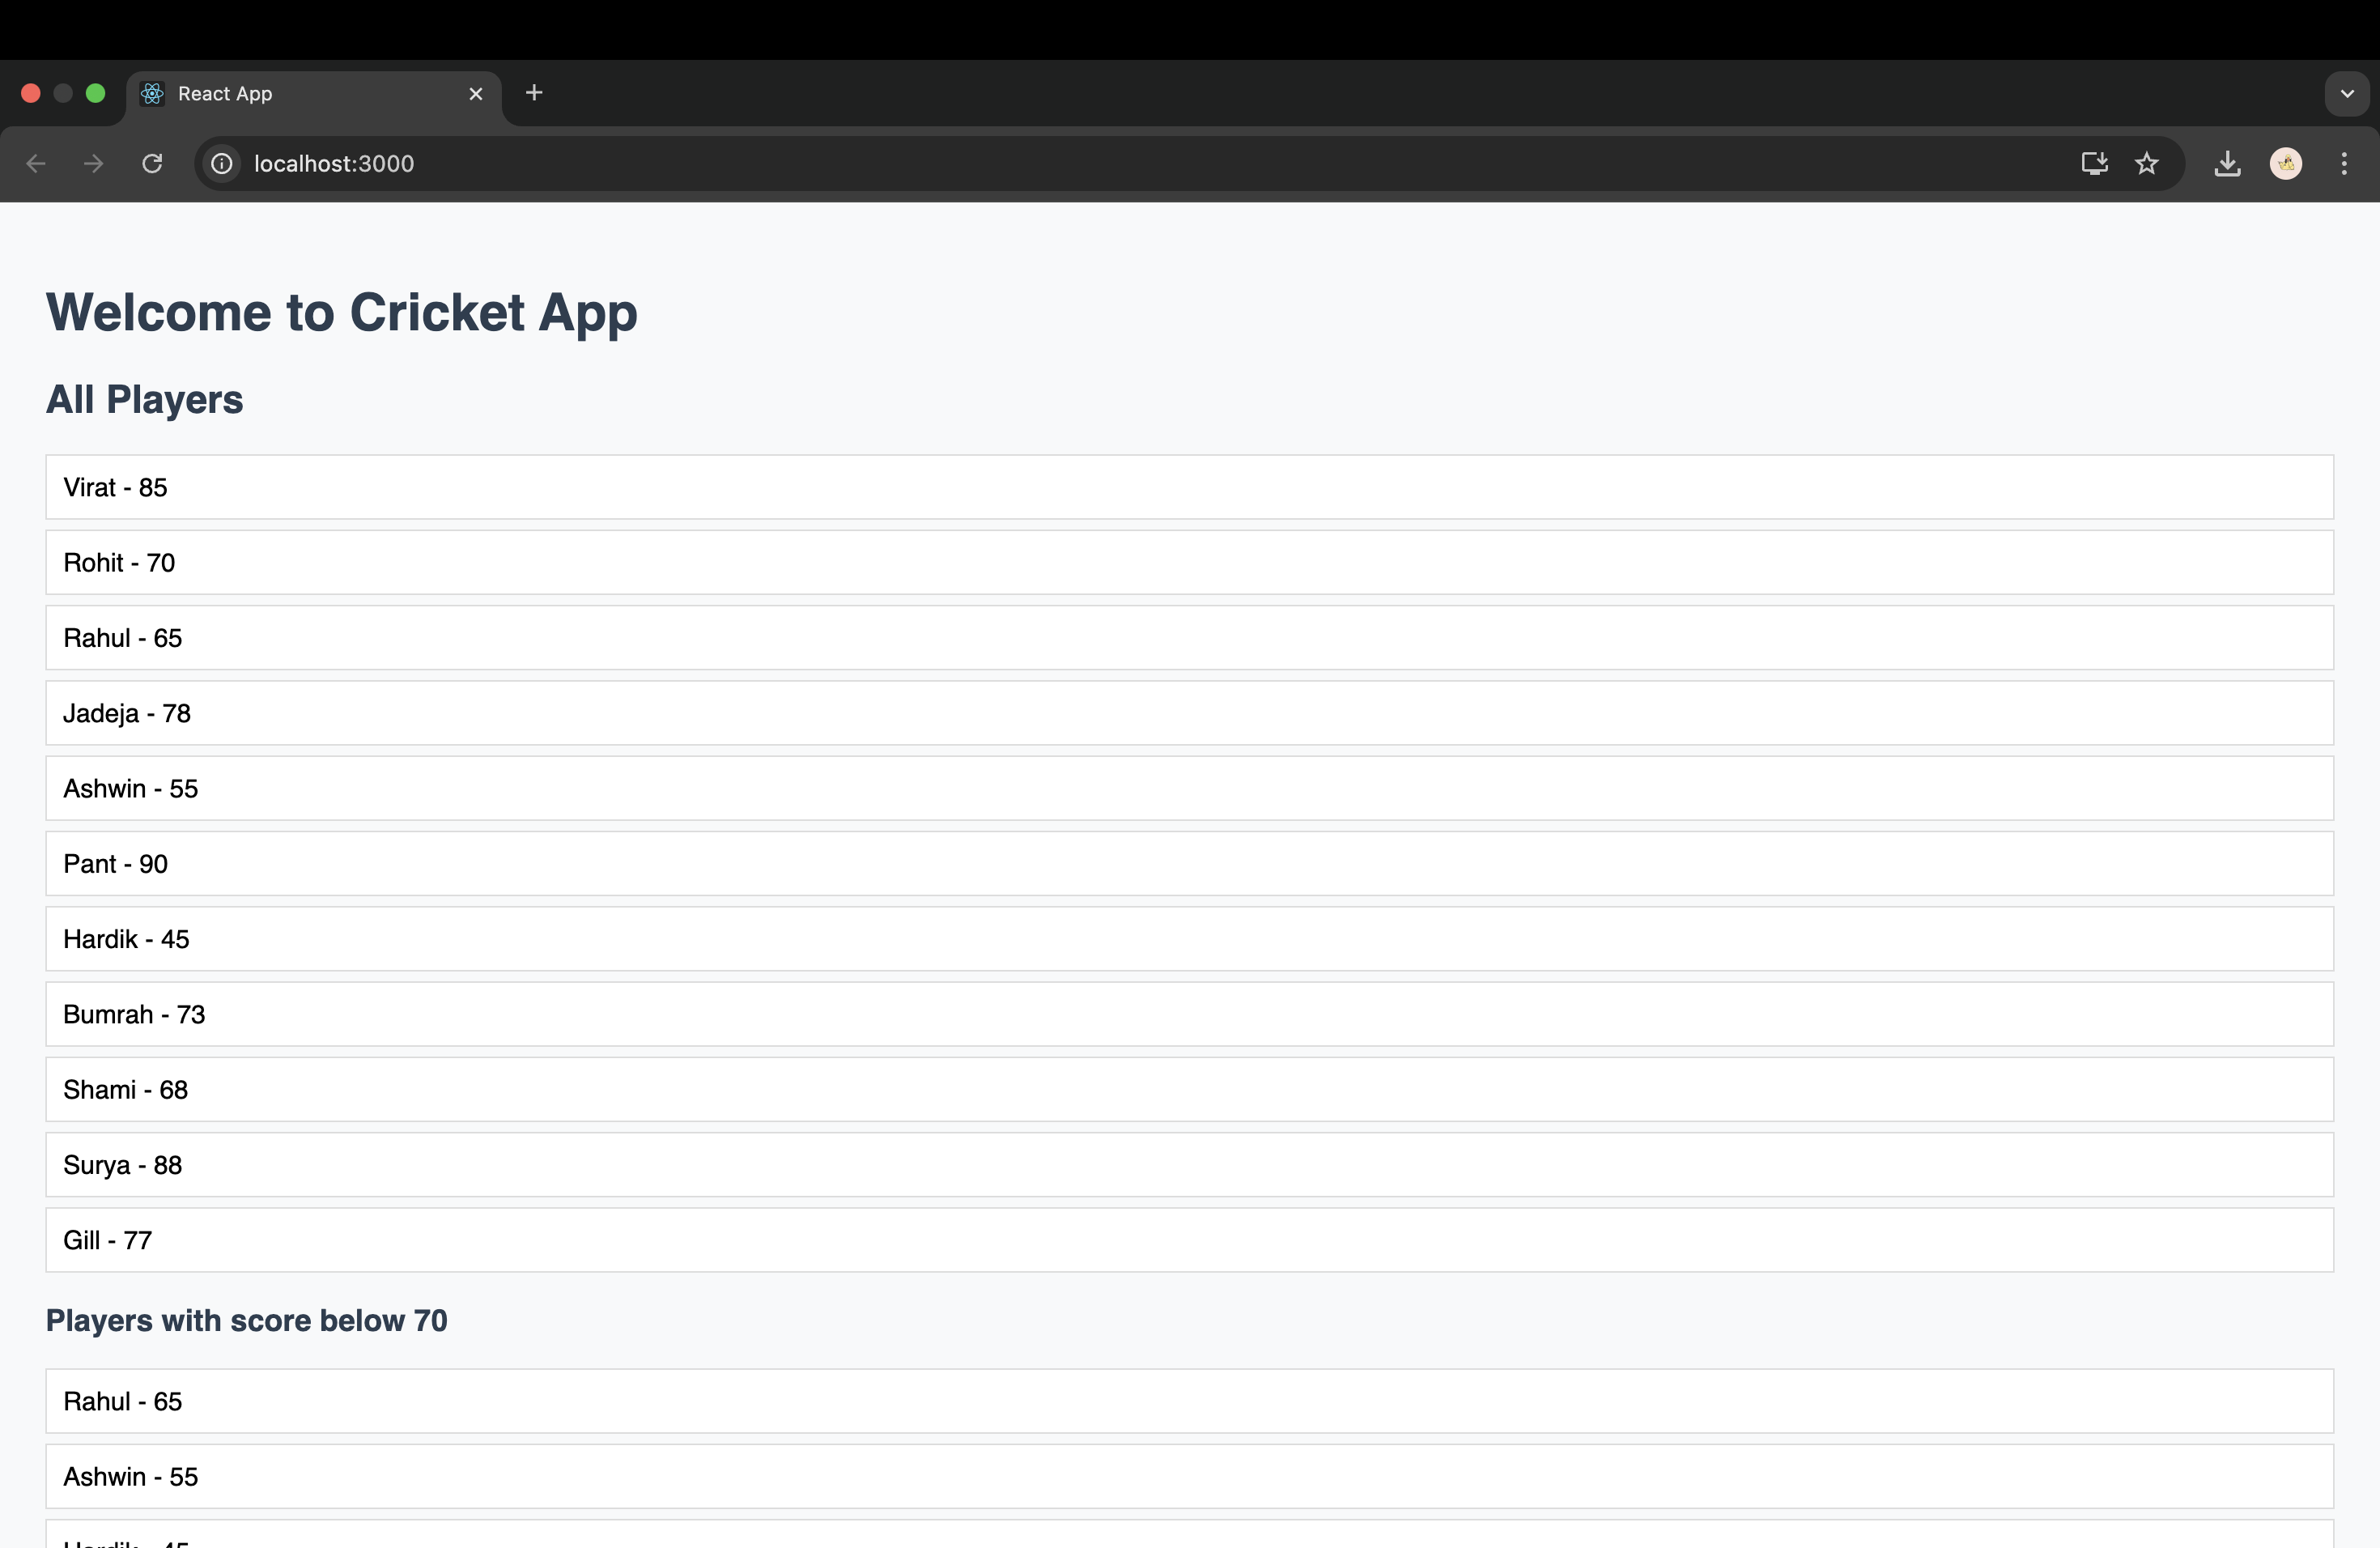 React App
localhost:3000
Welcome to Cricket App
All Players
Virat - 85
Rohit - 70
Rahul - 65
Jadeja - 78
Ashwin - 55
Pant - 90
Hardik - 45
Bumrah - 73
Shami - 68
Surya - 88
Gill - 77
Players with score below 70
Rahul - 65
Ashwin - 55
Hardik - 45